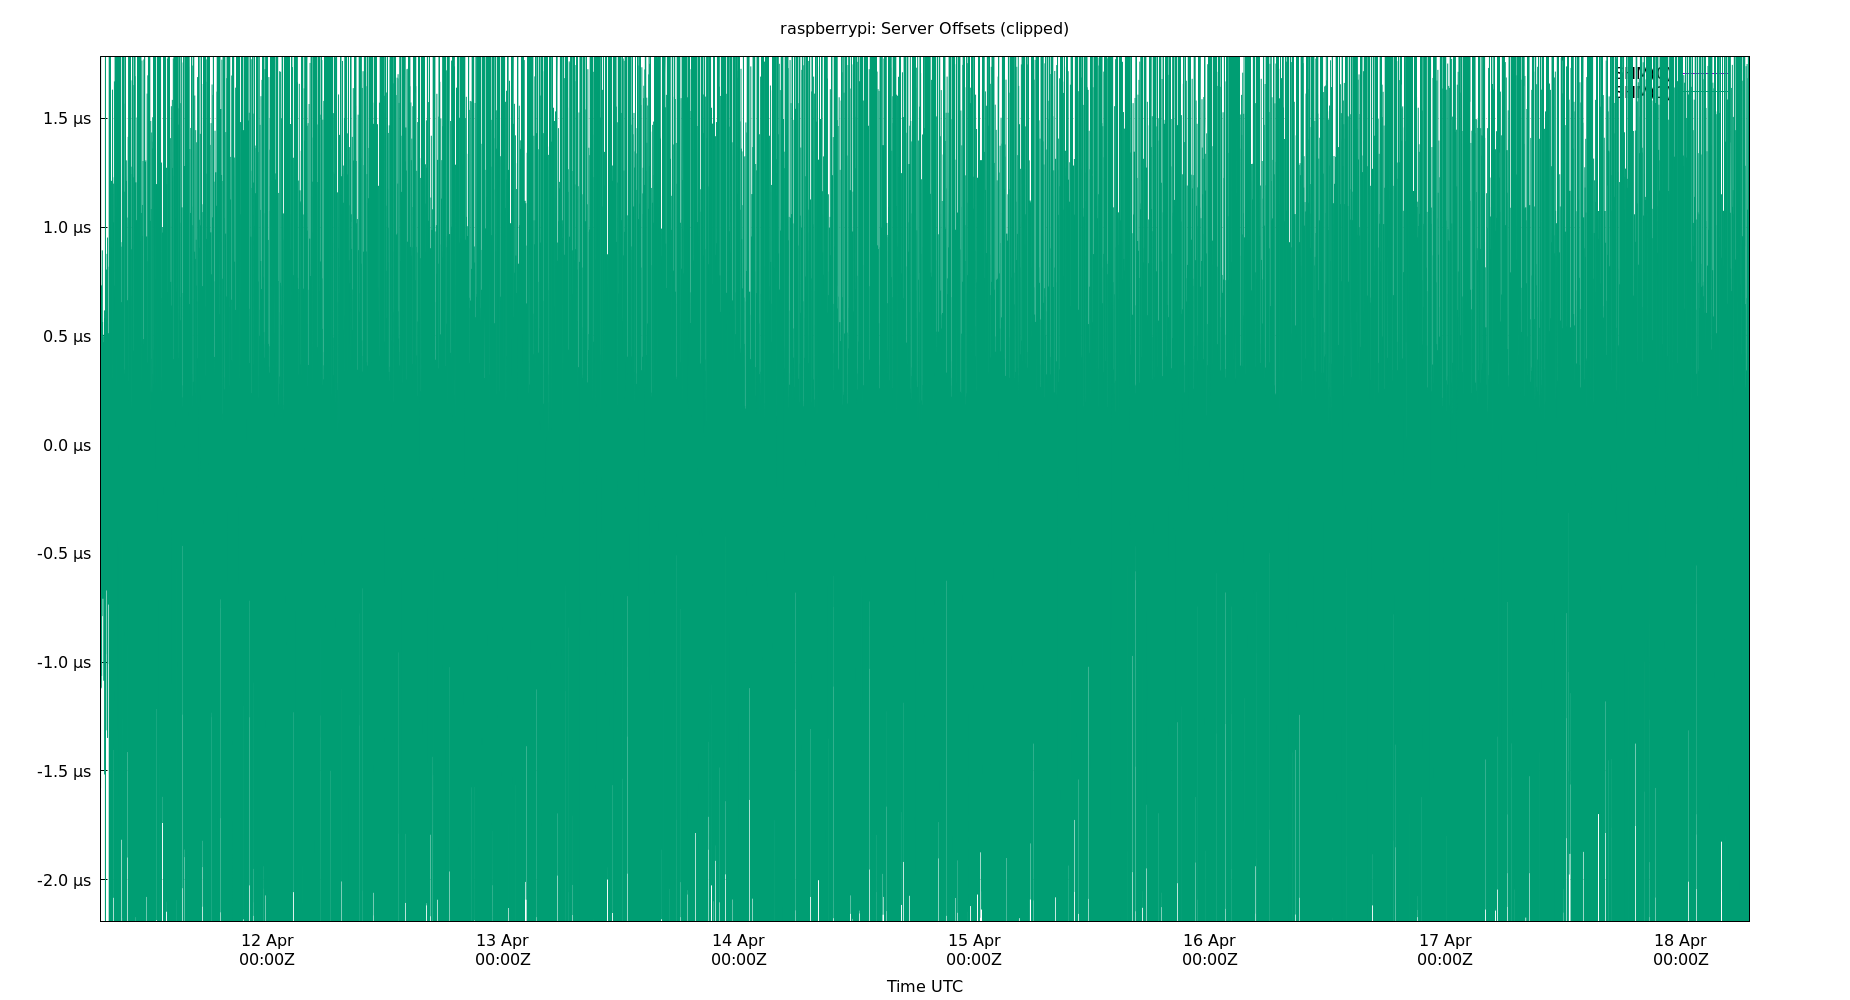 raspberrypi: Server Offsets (clipped)
1.5 µs
1.0 µs
0.5 µs
0.0 µs
-0.5 µs
-1.0 µs
-1.5 µs
-2.0 µs
12 Apr
00:00Z
13 Apr
00:00Z
14 Apr
00:00Z
15 Apr
00:00Z
16 Apr
00:00Z
17 Apr
00:00Z
18 Apr
00:00Z
Time UTC